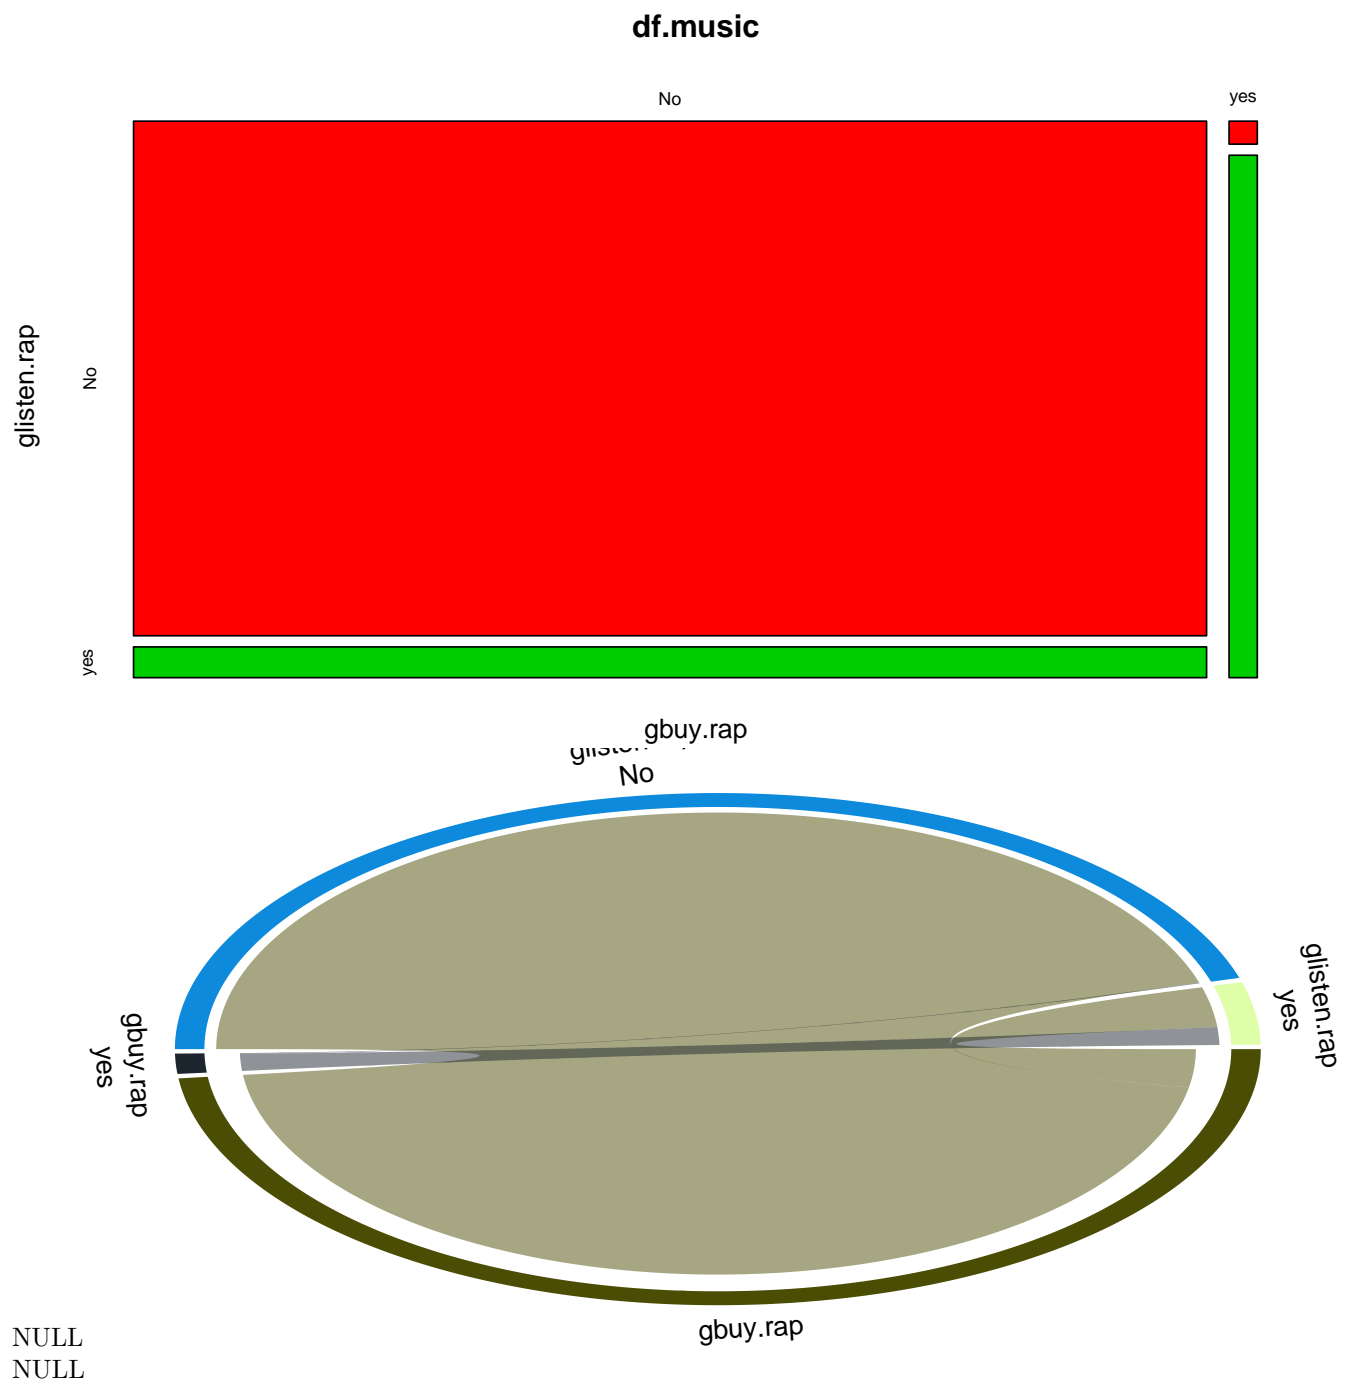 df.music
No
yes
glisten.rap
No
yes
gbuy.rap
No
glisten.rap
yes
gbuy.rap
yes
gbuy.rap
NULL
NULL